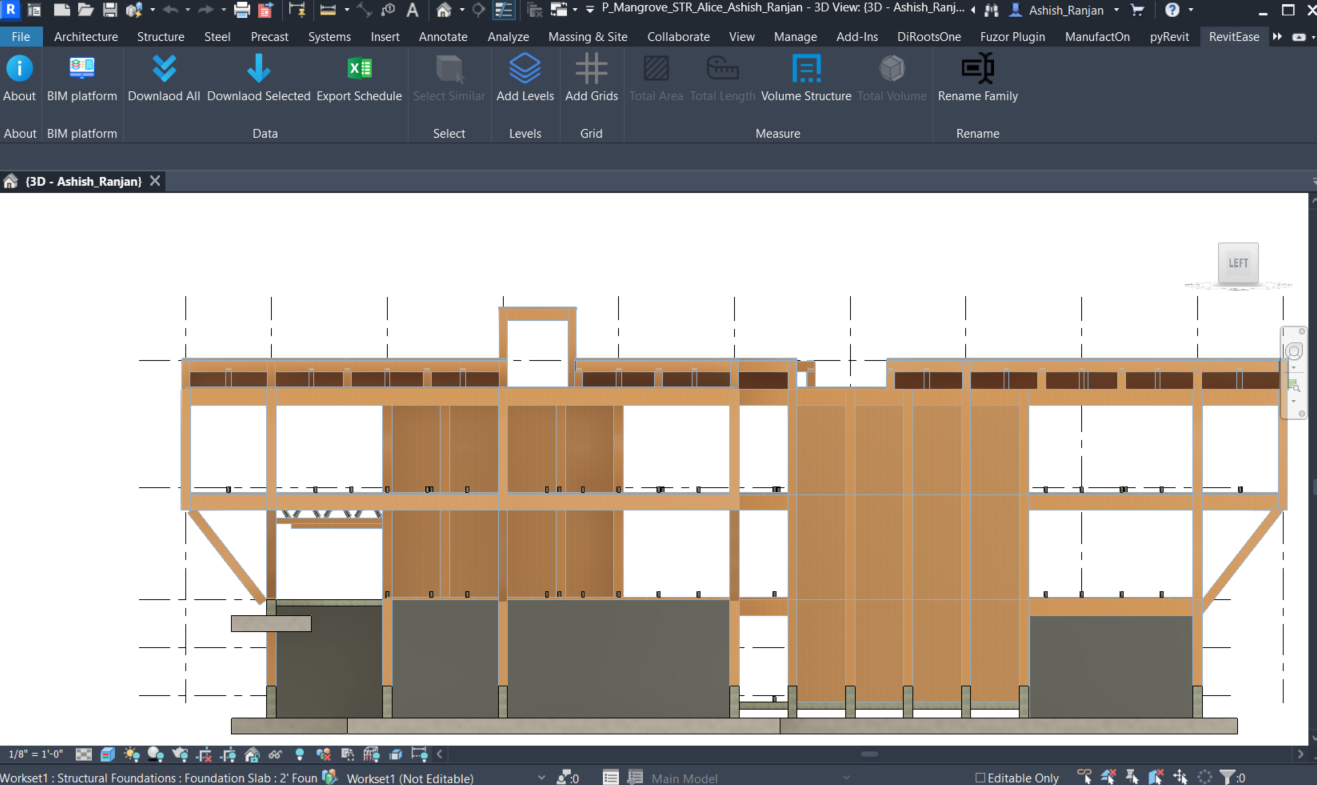 R
A
P_Mangrove_STR_Alice_Ashish_Ranjan - 3D View: {3D - Ashish_Ranj...
Ashish_Ranjan
?
File Architecture Structure Steel Precast Systems Insert Annotate Analyze Massing & Site Collaborate View Manage Add-Ins DiRootsOne Fuzor Plugin ManufactOn pyRevit RevitEase
About BIM platform Downlaod All Downlaod Selected Export Schedule Select Similar Add Levels Add Grids Total Area Total Length Volume Structure Total Volume Rename Family
About BIM platform Data Select Levels Grid Measure Rename
{3D - Ashish_Ranjan}
LEFT
1/8" = 1'-0"
Workset1 : Structural Foundations : Foundation Slab : 2' Foun Workset1 (Not Editable) :0 Main Model Editable Only :0